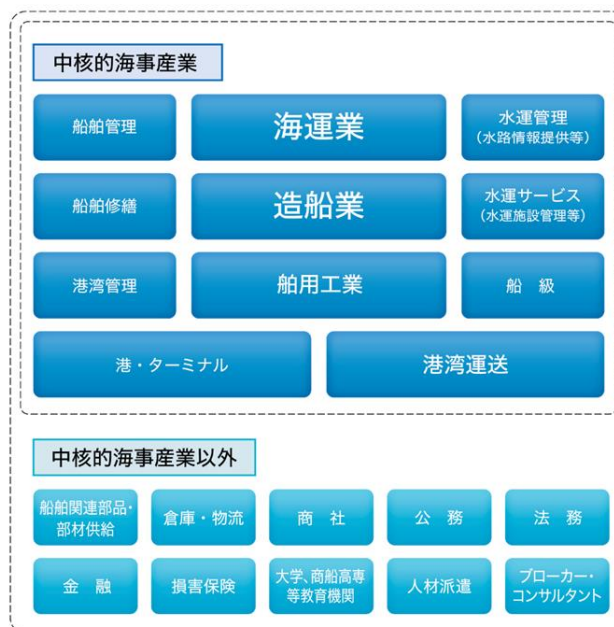 中核的海事産業
船舶管理
海運業
水運管理
(水路情報提供等)
船舶修繕
造船業
水運サービス
(水運施設管理等)
港湾管理
舶用工業
船　級
港・ターミナル
港湾運送
中核的海事産業以外
船舶関連部品・
部材供給
倉庫・物流
商　社
公　務
法　務
金　融
損害保険
大学、商船高専
等教育機関
人材派遣
ブローカー・
コンサルタント